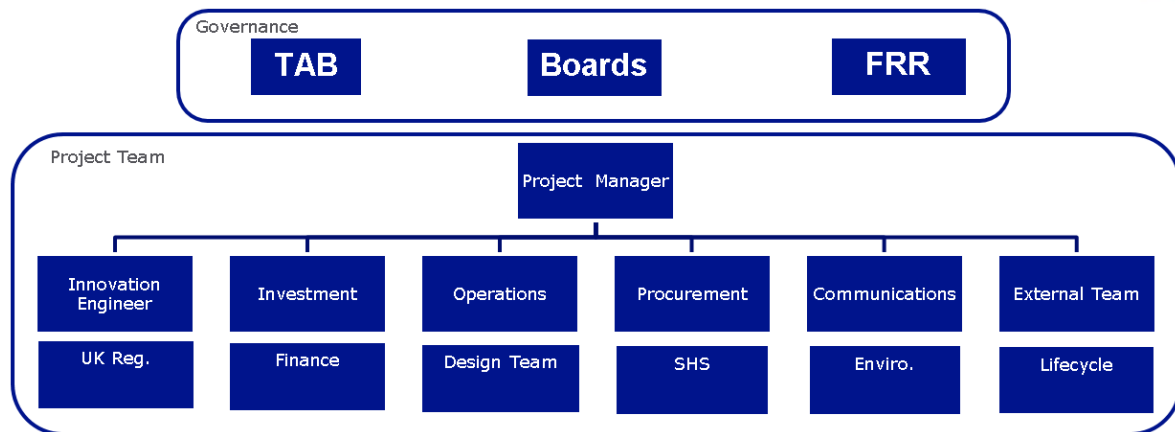 Governance
TAB
Boards
FRR
Project Team
Project Manager
Innovation
Engineer
Investment
Operations
Procurement
Communications
External Team
UK Reg.
Finance
Design Team
SHS
Enviro.
Lifecycle